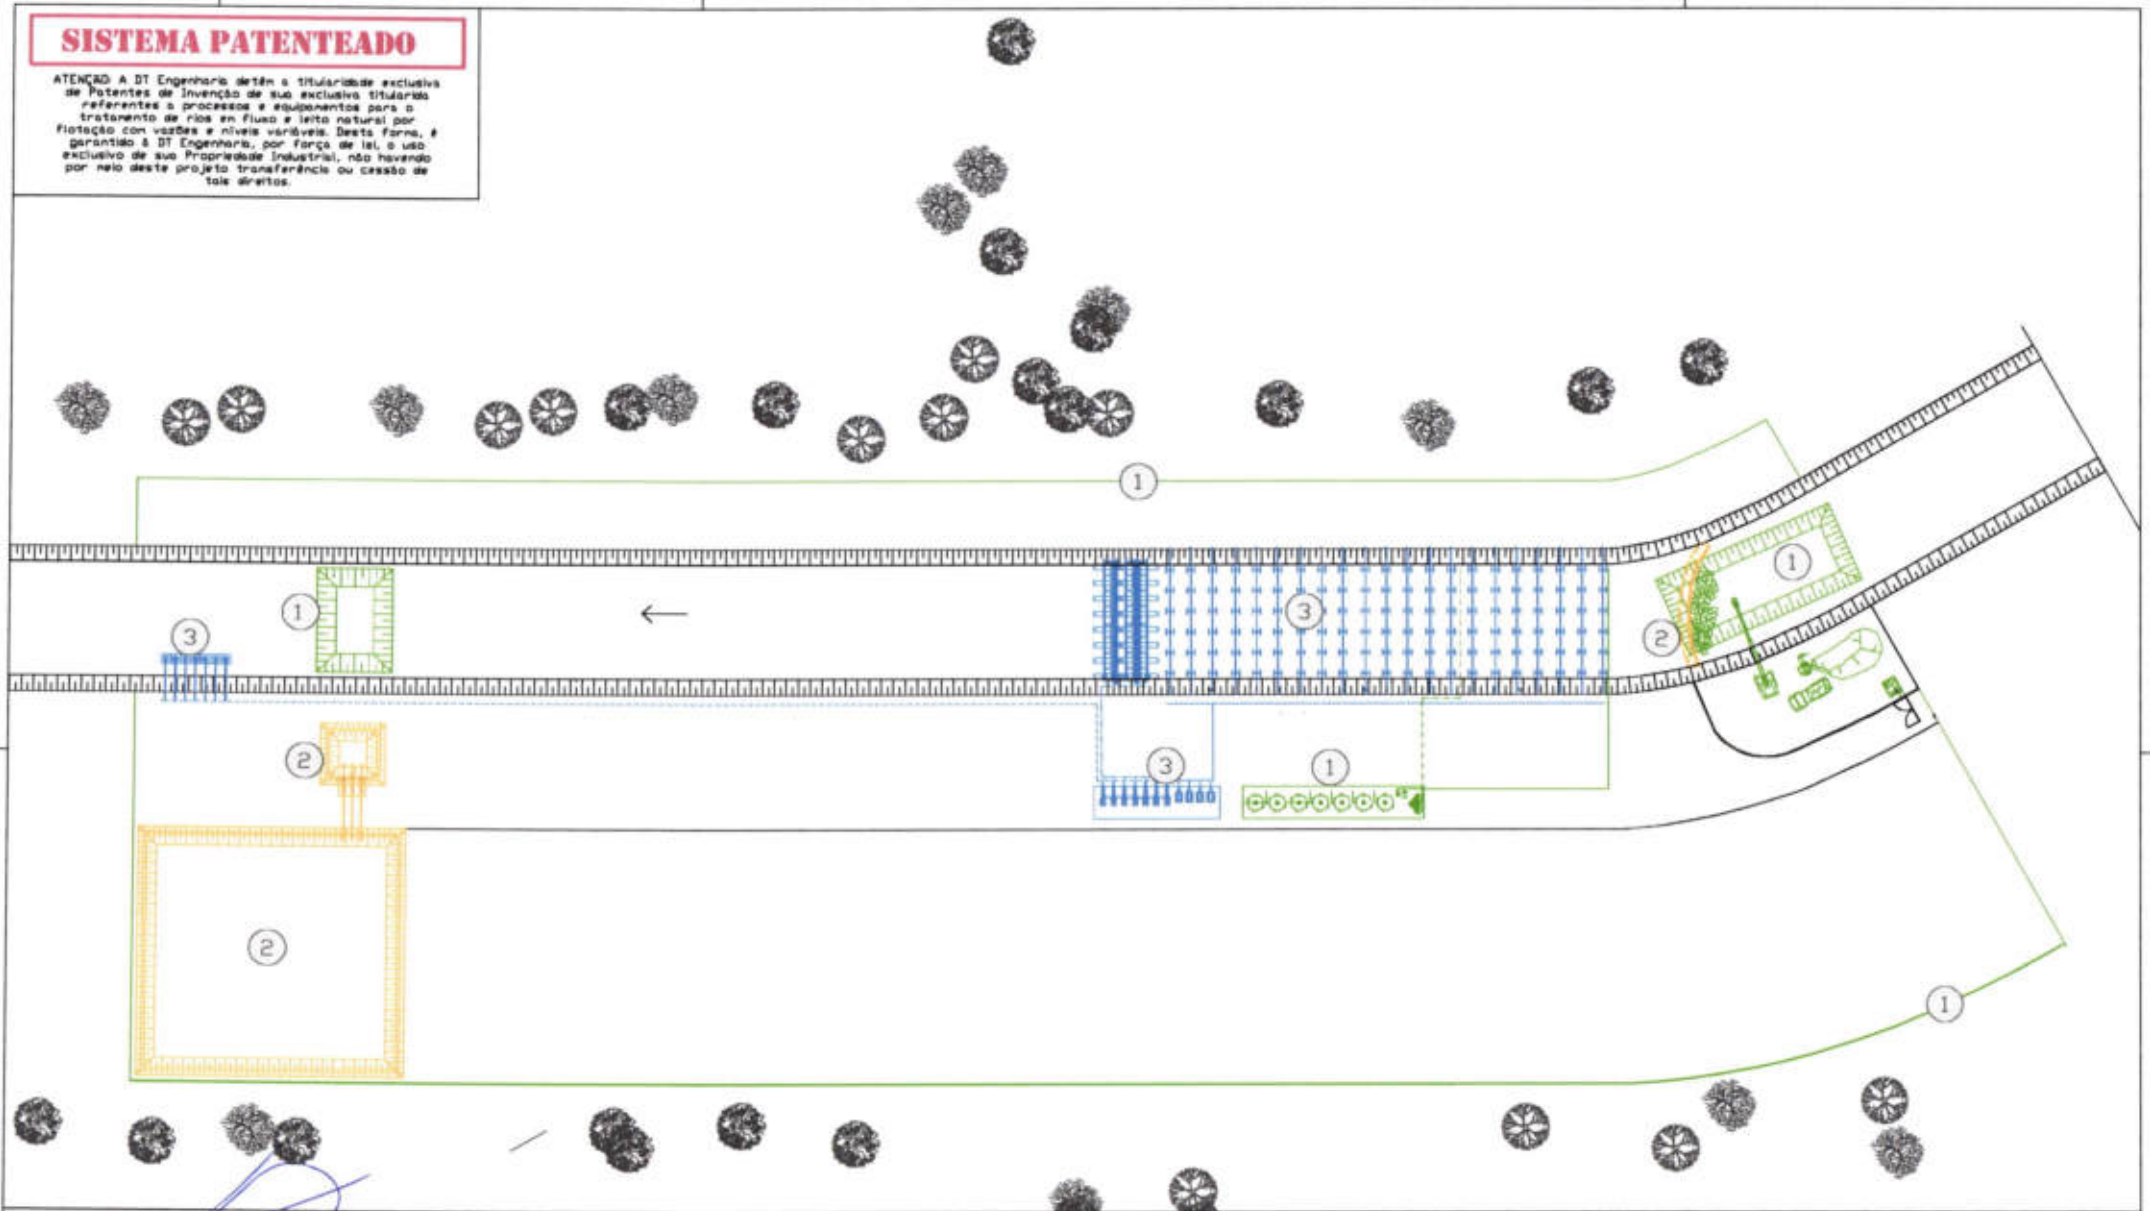 SISTEMA PATENTEADO
ATENÇÃO: A DT Engenharia detêm a titularidade exclusiva
de Patentes de Invenção de sua exclusiva titularida
referentes a processos e equipamentos para o
tratamento de rios em fluxo e leito natural por
flotação com vazões e níveis variáveis. Desta forma, é
garantido à DT Engenharia, por força de lei, o uso
exclusivo de sua Propriedade Industrial, não havendo
por meio deste projeto transferência ou cessão de
tais direitos.
1
1
1
3
3
2
2
3
1
2
1